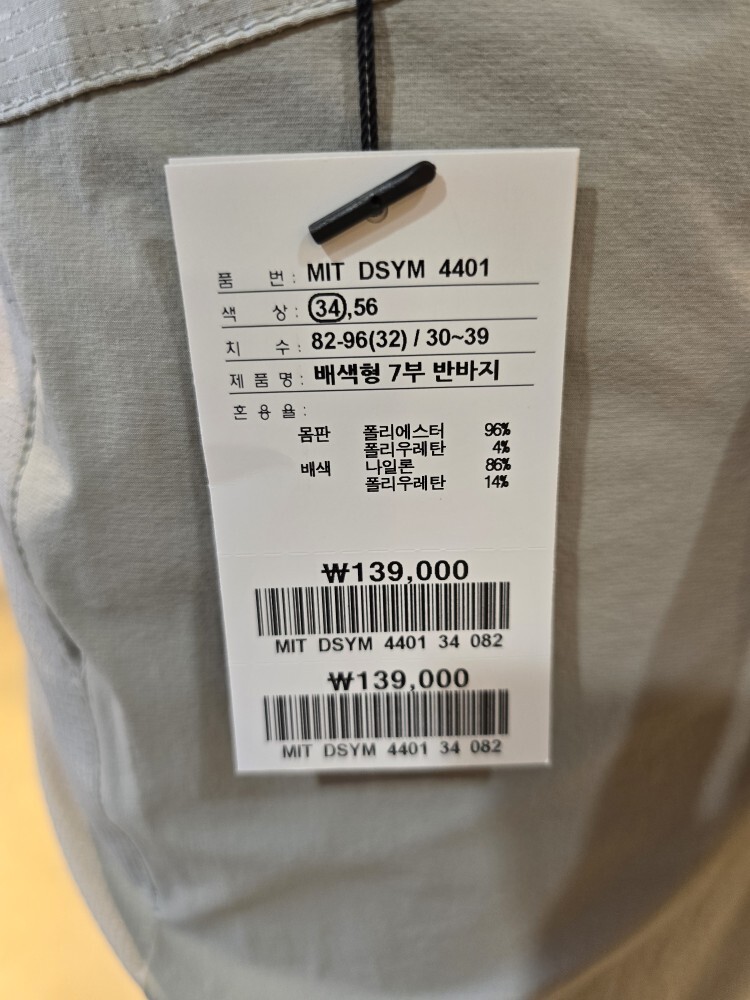 품 번 : MIT DSYM 4401
색 상 : 34,56
치 수 : 82-96(32) / 30~39
제 품 명 : 배색형 7부 반바지
혼 용 율 :
몸판 폴리에스터 96%
폴리우레탄 4%
배색 나일론 86%
폴리우레탄 14%
₩139,000
MIT DSYM 4401 34 082
₩139,000
MIT DSYM 4401 34 082